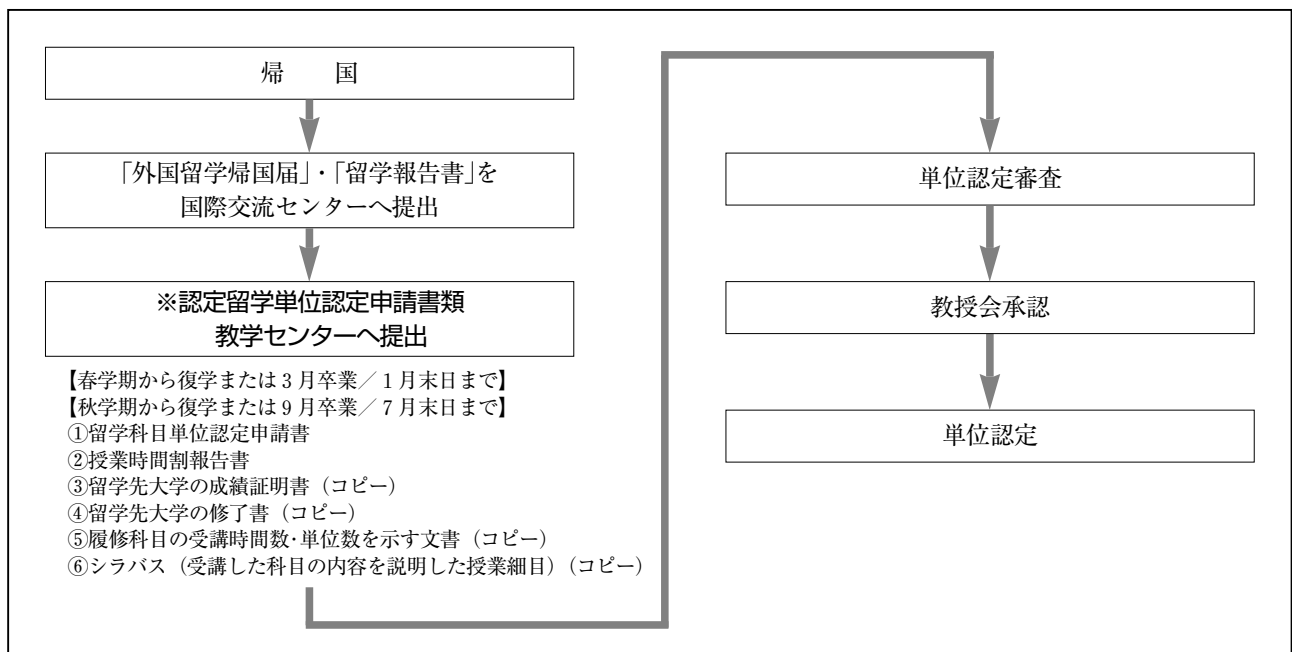 帰　　国
「外国留学帰国届」・「留学報告書」を
国際交流センターへ提出
※認定留学単位認定申請書類
教学センターへ提出
【春学期から復学または3月卒業／1月末日まで】
【秋学期から復学または9月卒業／7月末日まで】
①留学科目単位認定申請書
②授業時間割報告書
③留学先大学の成績証明書（コピー）
④留学先大学の修了書（コピー）
⑤履修科目の受講時間数・単位数を示す文書（コピー）
⑥シラバス（受講した科目の内容を説明した授業細目）（コピー）
単位認定審査
教授会承認
単位認定